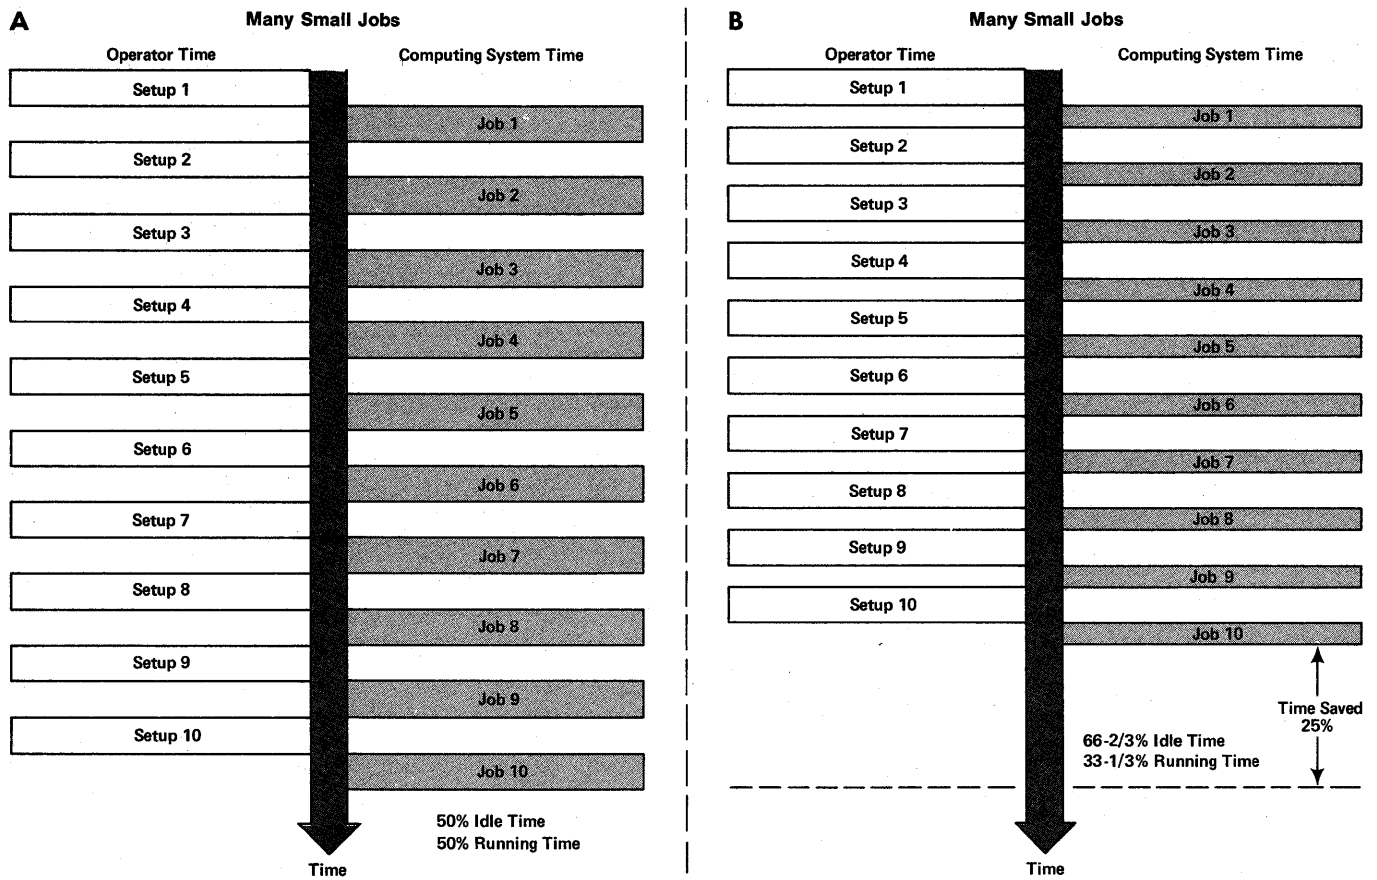 A
Many Small Jobs
Operator Time
Computing System Time
Setup 1
Job 1
Setup 2
Job 2
Setup 3
Job 3
Setup 4
Job 4
Setup 5
Job 5
Setup 6
Job 6
Setup 7
Job 7
Setup 8
Job 8
Setup 9
Job 9
Setup 10
Job 10
50% Idle Time
50% Running Time
Time
B
Many Small Jobs
Operator Time
Computing System Time
Setup 1
Job 1
Setup 2
Job 2
Setup 3
Job 3
Setup 4
Job 4
Setup 5
Job 5
Setup 6
Job 6
Setup 7
Job 7
Setup 8
Job 8
Setup 9
Job 9
Setup 10
Job 10
Time Saved
25%
66-2/3% Idle Time
33-1/3% Running Time
Time